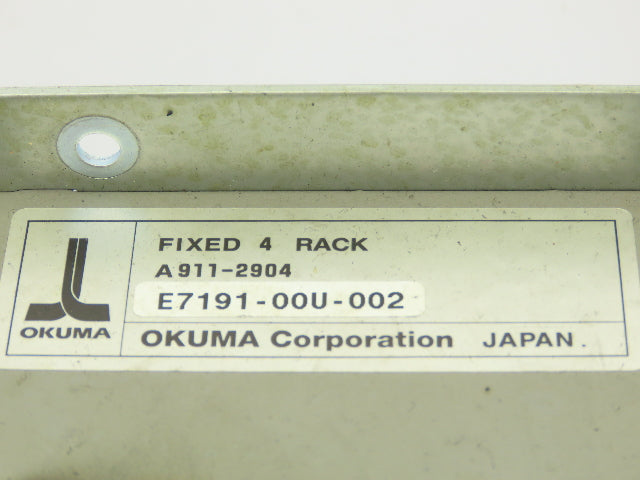 FIXED 4 RACK
A911-2904
E7191-00U-002
OKUMA
OKUMA Corporation JAPAN.